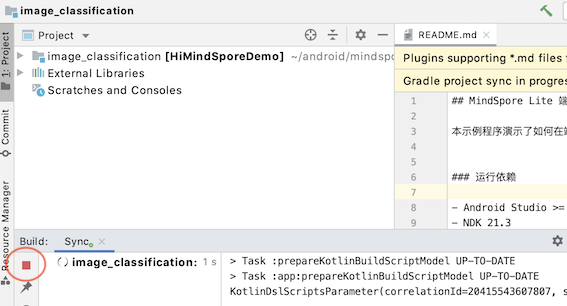 image_classification
Project
README.md
1: Project
Commit
Resource Manager
image_classification [HiMindSporeDemo] ~/android/mindspo
External Libraries
Scratches and Consoles
Plugins supporting *.md files f
Gradle project sync in progres
1 ## MindSpore Lite 端
2
3 本示例程序演示了如何在端
4
5
6 ### 运行依赖
7
8 - Android Studio >=
9 - NDK 21.3
Build: Sync
image_classification: 1 s
> Task :prepareKotlinBuildScriptModel UP-TO-DATE
> Task :app:prepareKotlinBuildScriptModel UP-TO-DATE
KotlinDslScriptsParameter(correlationId=20415543607807, s